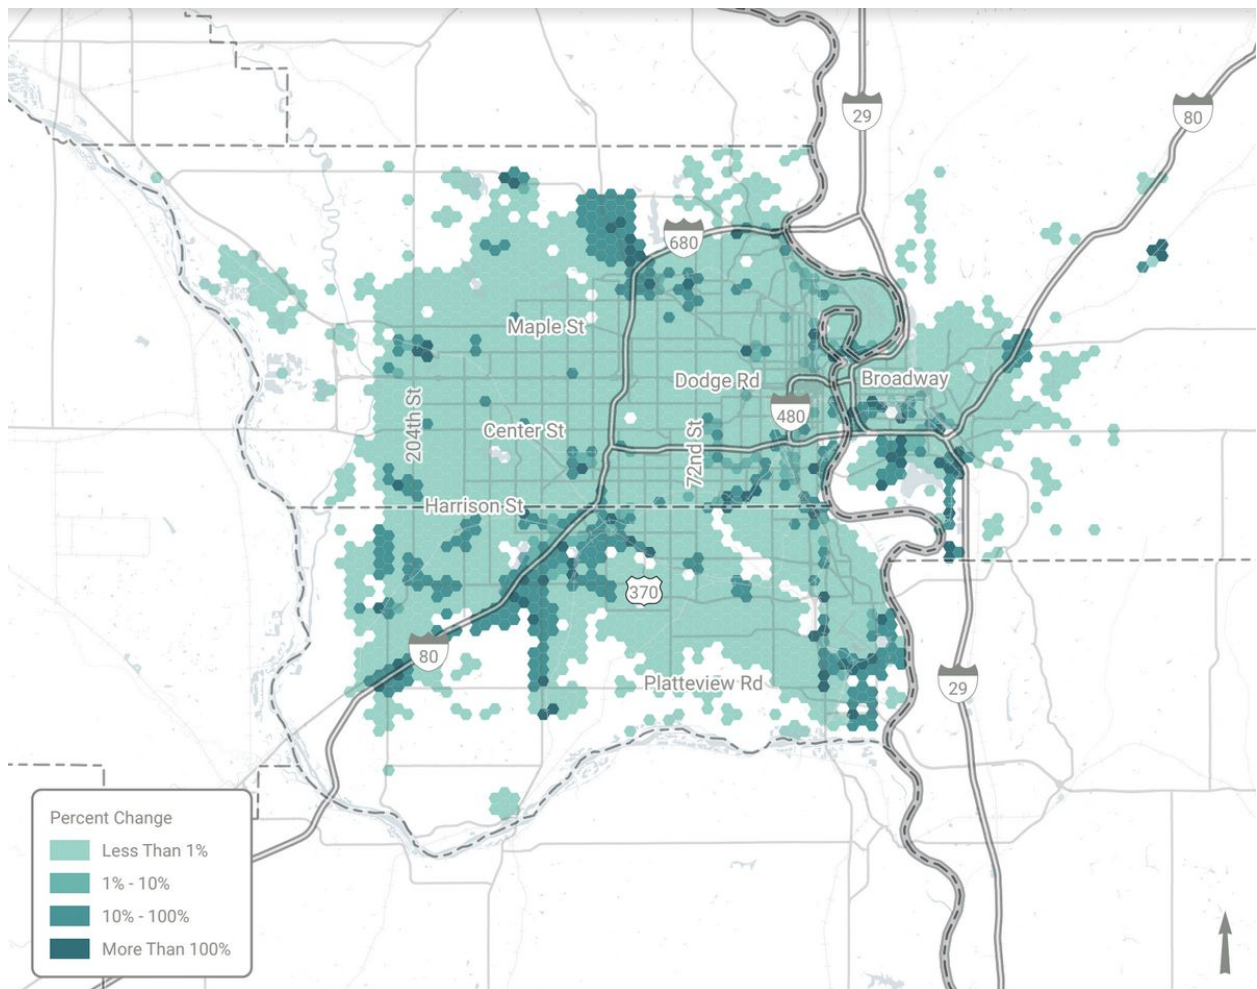 29
80
680
Maple St
Dodge Rd
Broadway
480
204th St
Center St
72nd St
Harrison St
370
80
Platteview Rd
29
Percent Change
Less Than 1%
1% - 10%
10% - 100%
More Than 100%